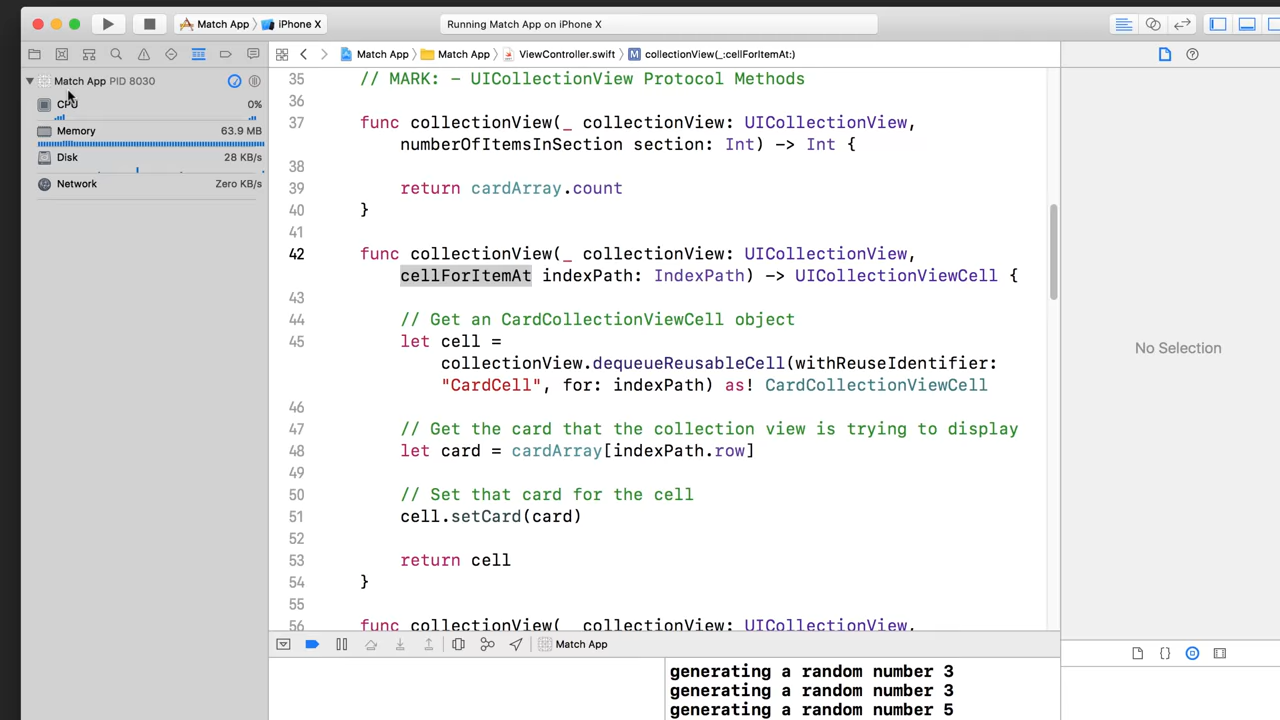 Match App iPhone X
Running Match App on iPhone X
Match App Match App ViewController.swift M collectionView(_:cellForItemAt:)
Match App PID 8030
CPU 0%
Memory 63.9 MB
Disk 28 KB/s
Network Zero KB/s
35 // MARK: - UICollectionView Protocol Methods
36
37 func collectionView(_ collectionView: UICollectionView,
numberOfItemsInSection section: Int) -> Int {
38
39 return cardArray.count
40 }
41
42 func collectionView(_ collectionView: UICollectionView,
cellForItemAt indexPath: IndexPath) -> UICollectionViewCell {
43
44 // Get an CardCollectionViewCell object
45 let cell =
collectionView.dequeueReusableCell(withReuseIdentifier:
"CardCell", for: indexPath) as! CardCollectionViewCell
46
47 // Get the card that the collection view is trying to display
48 let card = cardArray[indexPath.row]
49
50 // Set that card for the cell
51 cell.setCard(card)
52
53 return cell
54 }
55
56 func collectionView(_ collectionView: UICollectionView,
No Selection
Match App
generating a random number 3
generating a random number 3
generating a random number 5